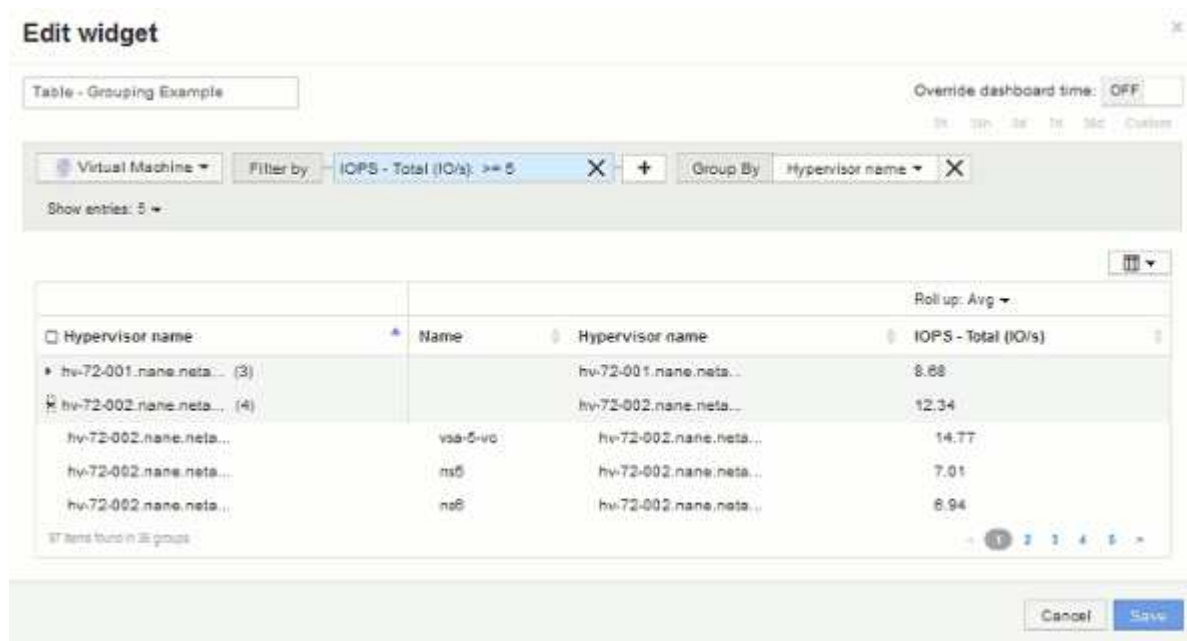 Edit widget
Table - Grouping Example
Override dashboard time: OFF
Custom
Virtual Machine
Filter by
IOPS - Total (IO/s): >= 5
Group By
Hypervisor name
Show entries: 5
Roll up: Avg
Hypervisor name Name Hypervisor name IOPS - Total (IO/s)
hv-72-001.nane.neta... (3) hv-72-001.nane.neta... 8.68
hv-72-002.nane.neta... (4) hv-72-002.nane.neta... 12.34
hv-72-002.nane.neta... hv-72-002.nane.neta... 14.77
hv-72-002.nane.neta... ns5 hv-72-002.nane.neta... 7.01
hv-72-002.nane.neta... ns6 hv-72-002.nane.neta... 6.94
items found in groups
1 2 3 4 5
Cancel Save